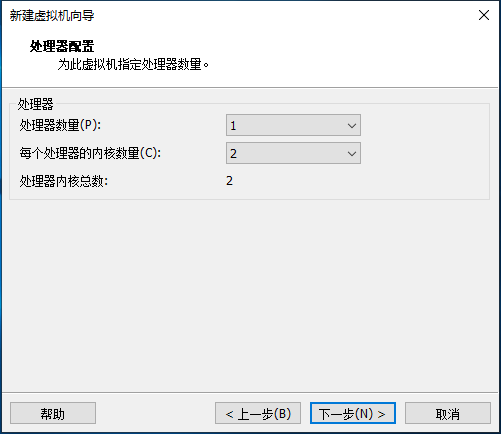 新建虚拟机向导
处理器配置
为此虚拟机指定处理器数量。
处理器
处理器数量(P): 1
每个处理器的内核数量(C): 2
处理器内核总数: 2
帮助 < 上一步(B) 下一步(N) > 取消